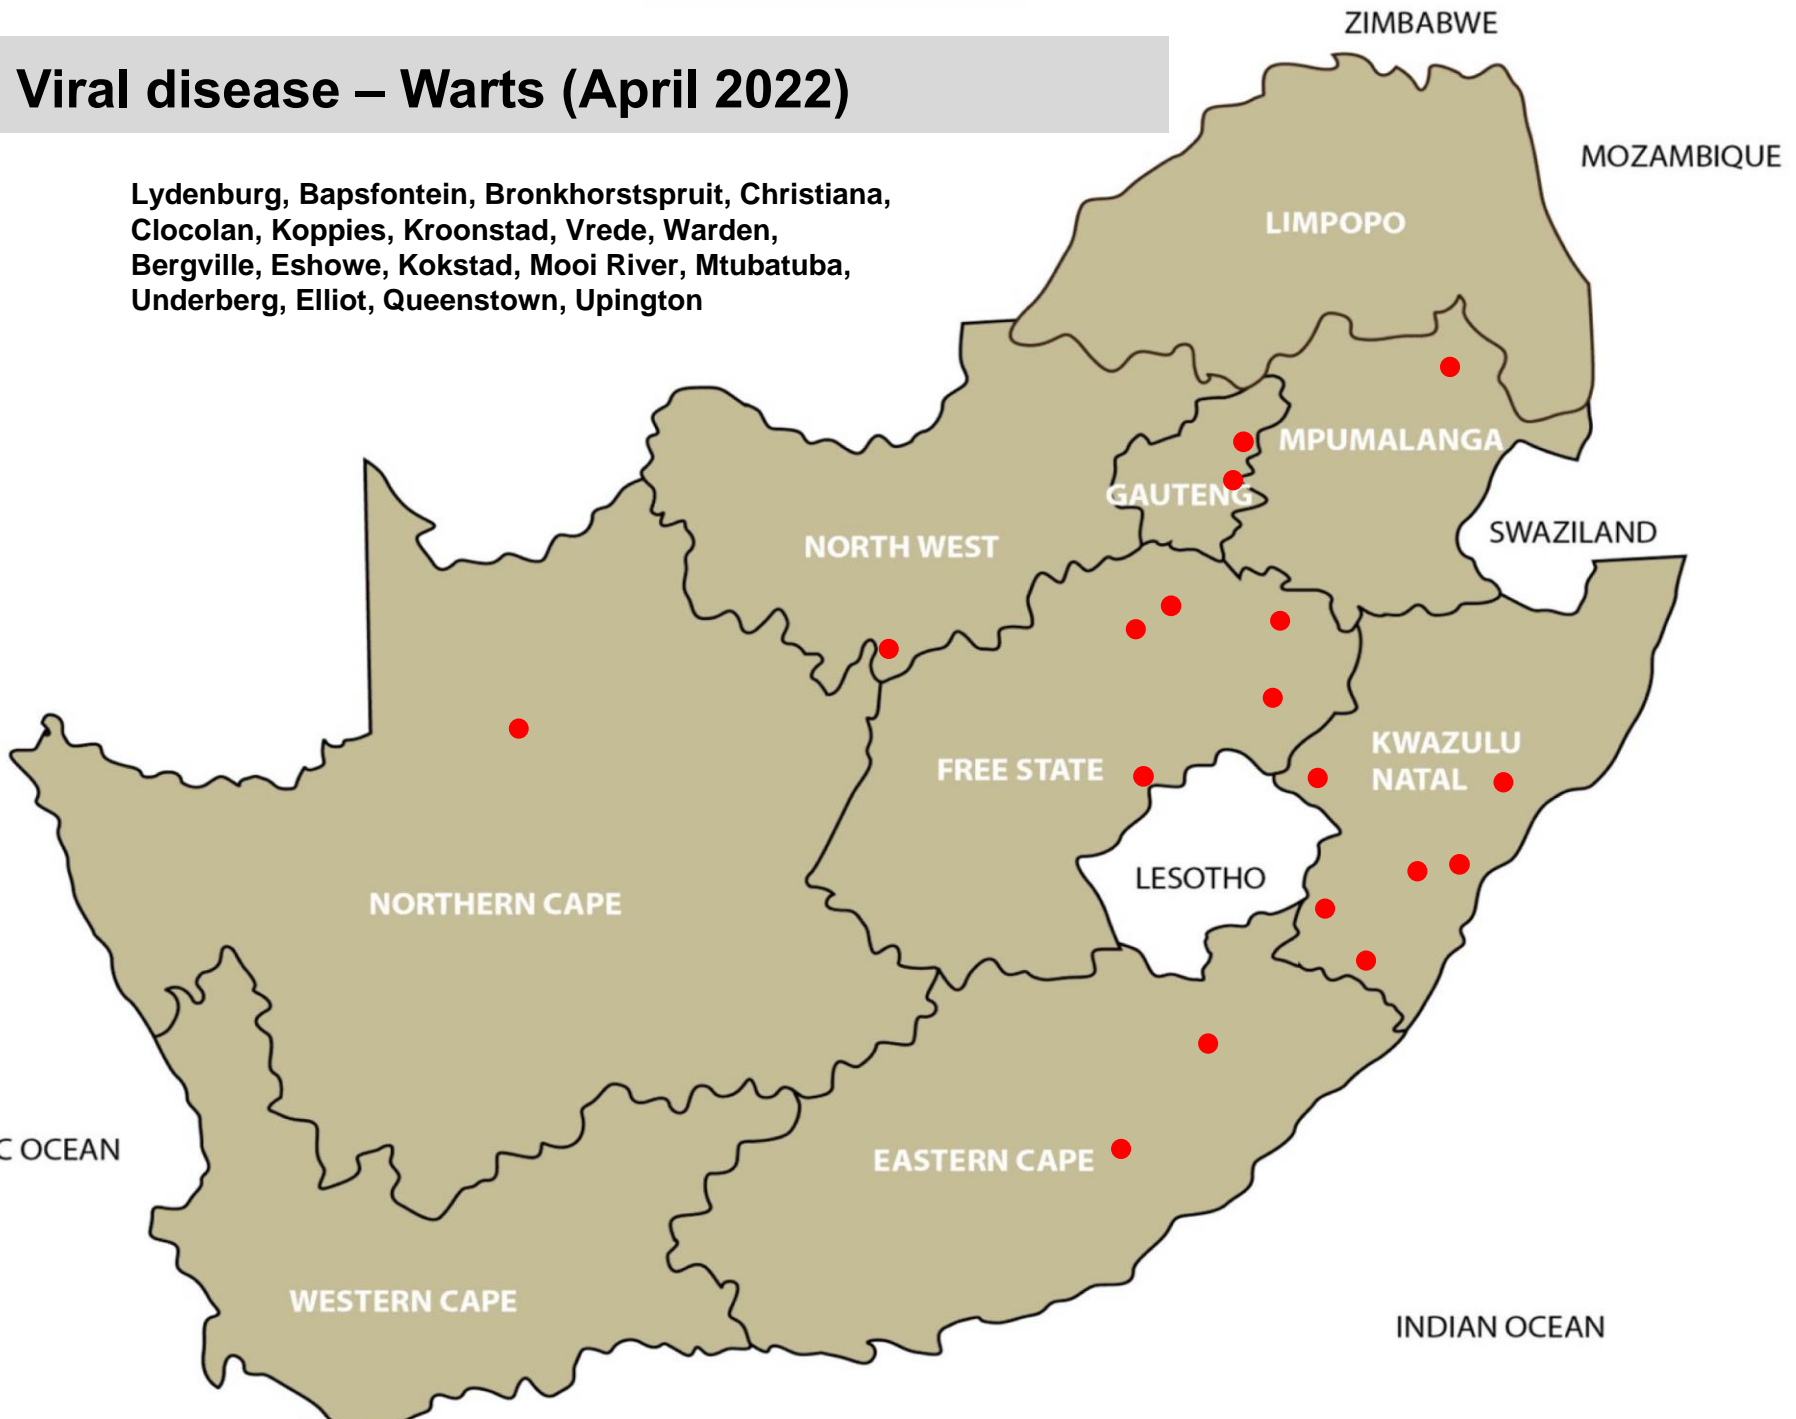 ZIMBABWE
Viral disease – Warts (April 2022)
MOZAMBIQUE
Lydenburg, Bapsfontein, Bronkhorstspruit, Christiana,
Clocolan, Koppies, Kroonstad, Vrede, Warden,
Bergville, Eshowe, Kokstad, Mooi River, Mtubatuba,
Underberg, Elliot, Queenstown, Upington
LIMPOPO
MPUMALANGA
GAUTENG
SWAZILAND
NORTH WEST
KWAZULU
NATAL
FREE STATE
LESOTHO
NORTHERN CAPE
C OCEAN
EASTERN CAPE
WESTERN CAPE
INDIAN OCEAN